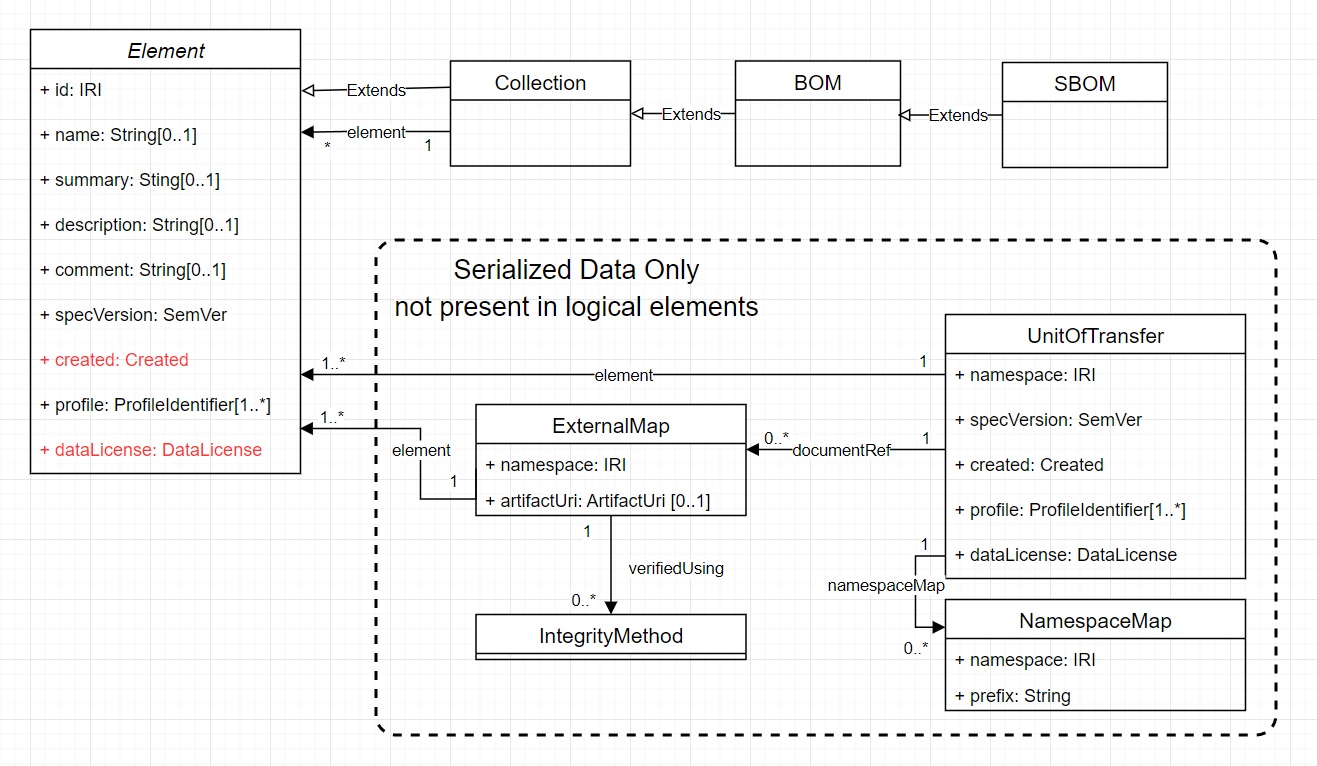 Element
+ id: IRI
+ name: String[0..1]
+ summary: Sting[0..1]
+ description: String[0..1]
+ comment: String[0..1]
+ specVersion: SemVer
+ created: Created
+ profile: ProfileIdentifier[1..*]
+ dataLicense: DataLicense
Extends
element
*
1
Collection
Extends
BOM
Extends
SBOM
Serialized Data Only
not present in logical elements
1..*
element
1
1..*
element
1
ExternalMap
+ namespace: IRI
+ artifactUri: ArtifactUri [0..1]
0..*
documentRef
1
1
verifiedUsing
0..*
IntegrityMethod
UnitOfTransfer
+ namespace: IRI
+ specVersion: SemVer
+ created: Created
+ profile: ProfileIdentifier[1..*]
+ dataLicense: DataLicense
1
namespaceMap
0..*
NamespaceMap
+ namespace: IRI
+ prefix: String